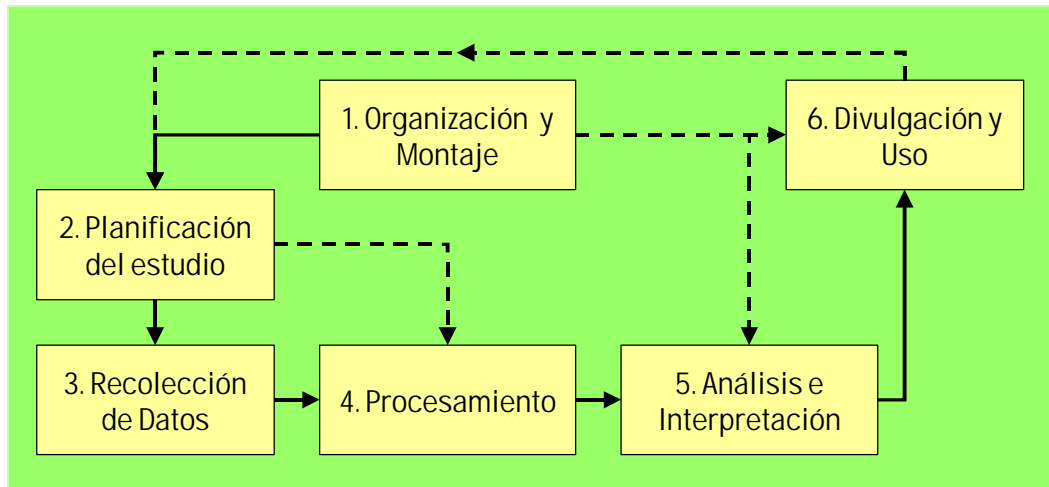 1. Organización y
Montaje
6. Divulgación y
Uso
2. Planificación
del estudio
3. Recolección
de Datos
4. Procesamiento
5. Análisis e
Interpretación